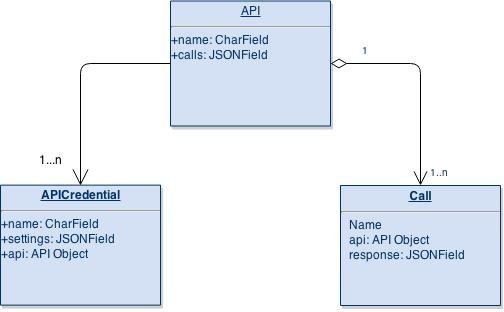 API
+name: CharField
+calls: JSONField
1
1...n
1..n
APICredential
+name: CharField
+settings: JSONField
+api: API Object
Call
Name
api: API Object
response: JSONField